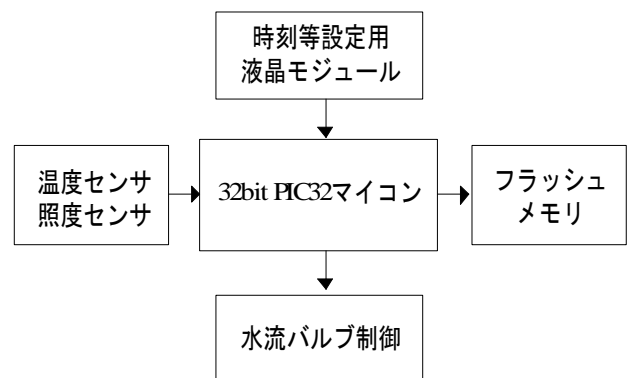 時刻等設定用
液晶モジュール
温度センサ
照度センサ
32bit PIC32マイコン
フラッシュ
メモリ
水流バルブ制御